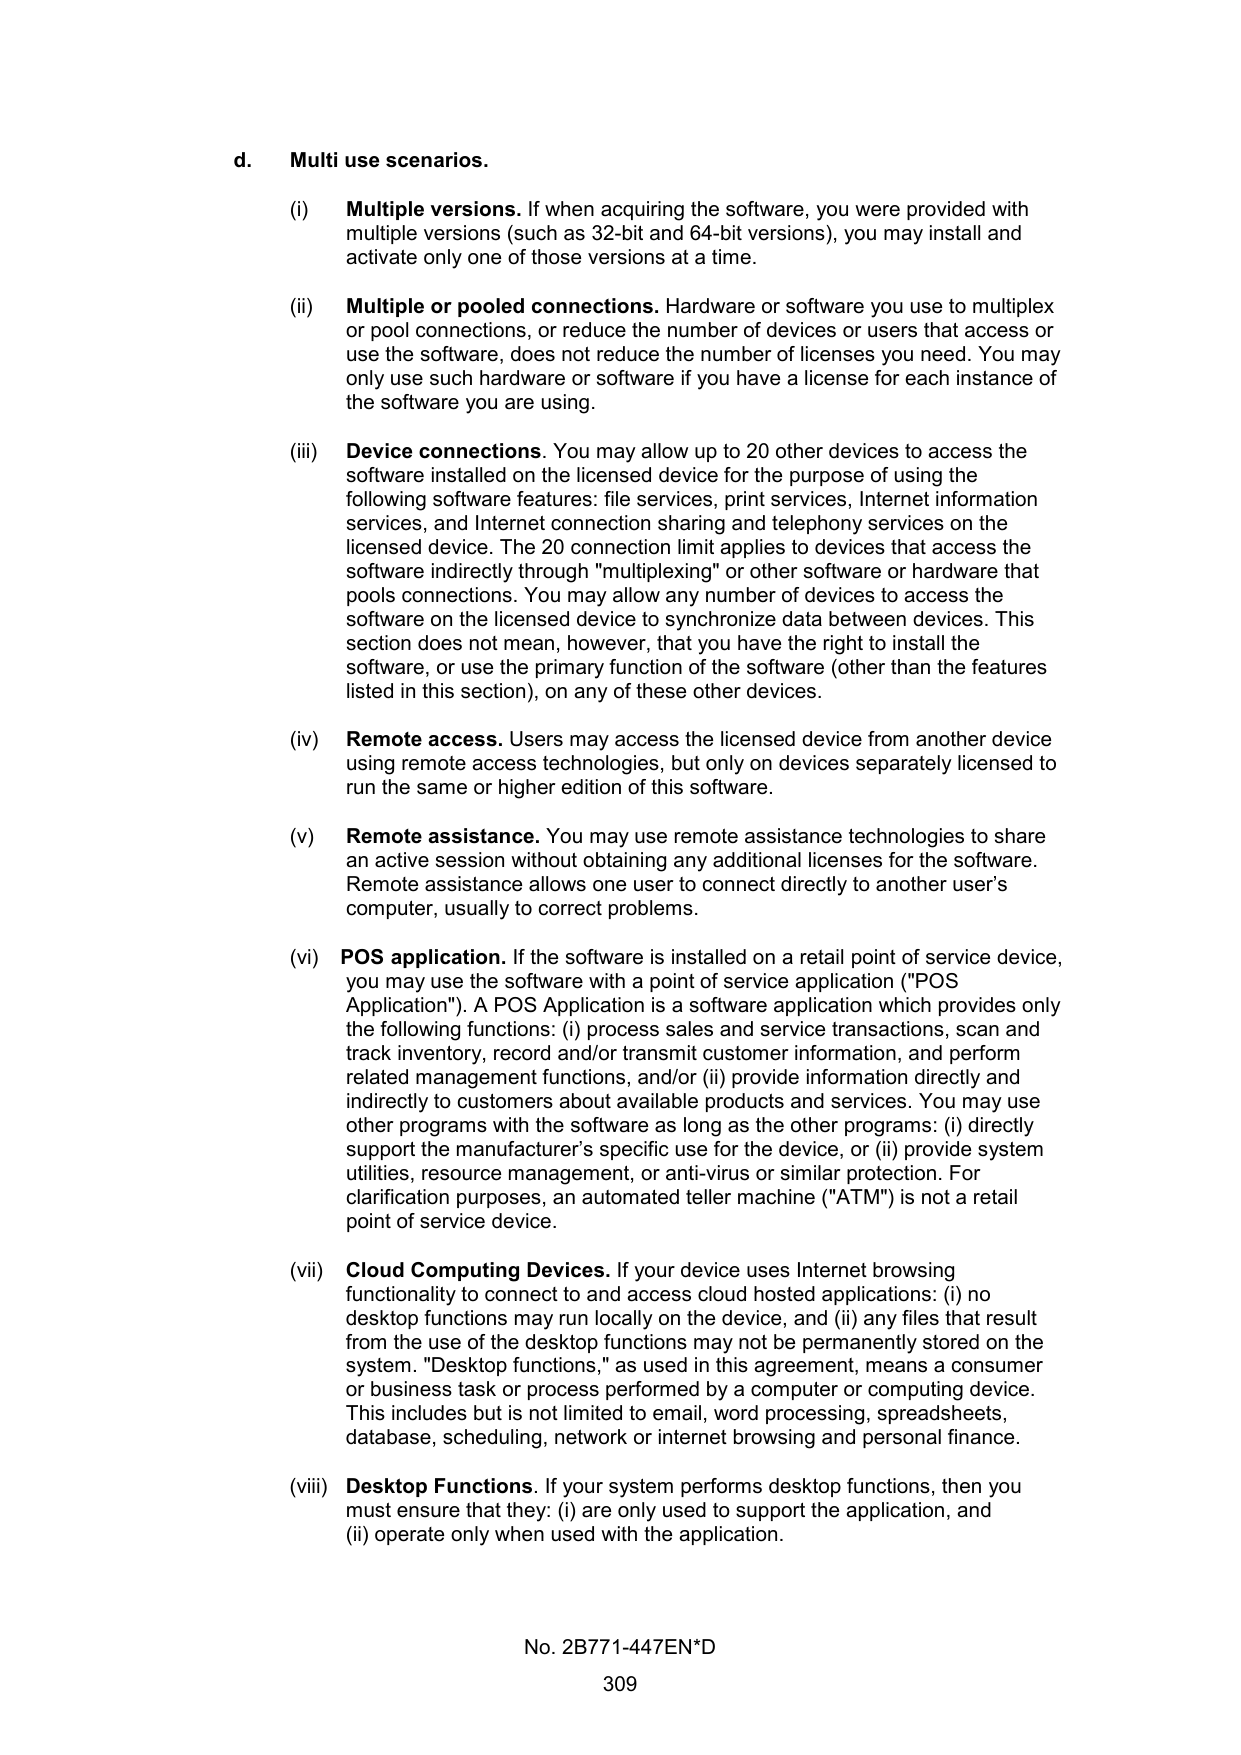 d. Multi use scenarios.
(i) Multiple versions. If when acquiring the software, you were provided with
multiple versions (such as 32-bit and 64-bit versions), you may install and
activate only one of those versions at a time.
(ii) Multiple or pooled connections. Hardware or software you use to multiplex
or pool connections, or reduce the number of devices or users that access or
use the software, does not reduce the number of licenses you need. You may
only use such hardware or software if you have a license for each instance of
the software you are using.
(iii) Device connections. You may allow up to 20 other devices to access the
software installed on the licensed device for the purpose of using the
following software features: file services, print services, Internet information
services, and Internet connection sharing and telephony services on the
licensed device. The 20 connection limit applies to devices that access the
software indirectly through "multiplexing" or other software or hardware that
pools connections. You may allow any number of devices to access the
software on the licensed device to synchronize data between devices. This
section does not mean, however, that you have the right to install the
software, or use the primary function of the software (other than the features
listed in this section), on any of these other devices.
(iv) Remote access. Users may access the licensed device from another device
using remote access technologies, but only on devices separately licensed to
run the same or higher edition of this software.
(v) Remote assistance. You may use remote assistance technologies to share
an active session without obtaining any additional licenses for the software.
Remote assistance allows one user to connect directly to another user’s
computer, usually to correct problems.
(vi) POS application. If the software is installed on a retail point of service device,
you may use the software with a point of service application ("POS
Application"). A POS Application is a software application which provides only
the following functions: (i) process sales and service transactions, scan and
track inventory, record and/or transmit customer information, and perform
related management functions, and/or (ii) provide information directly and
indirectly to customers about available products and services. You may use
other programs with the software as long as the other programs: (i) directly
support the manufacturer’s specific use for the device, or (ii) provide system
utilities, resource management, or anti-virus or similar protection. For
clarification purposes, an automated teller machine ("ATM") is not a retail
point of service device.
(vii) Cloud Computing Devices. If your device uses Internet browsing
functionality to connect to and access cloud hosted applications: (i) no
desktop functions may run locally on the device, and (ii) any files that result
from the use of the desktop functions may not be permanently stored on the
system. "Desktop functions," as used in this agreement, means a consumer
or business task or process performed by a computer or computing device.
This includes but is not limited to email, word processing, spreadsheets,
database, scheduling, network or internet browsing and personal finance.
(viii) Desktop Functions. If your system performs desktop functions, then you
must ensure that they: (i) are only used to support the application, and
(ii) operate only when used with the application.
No. 2B771-447EN*D
309